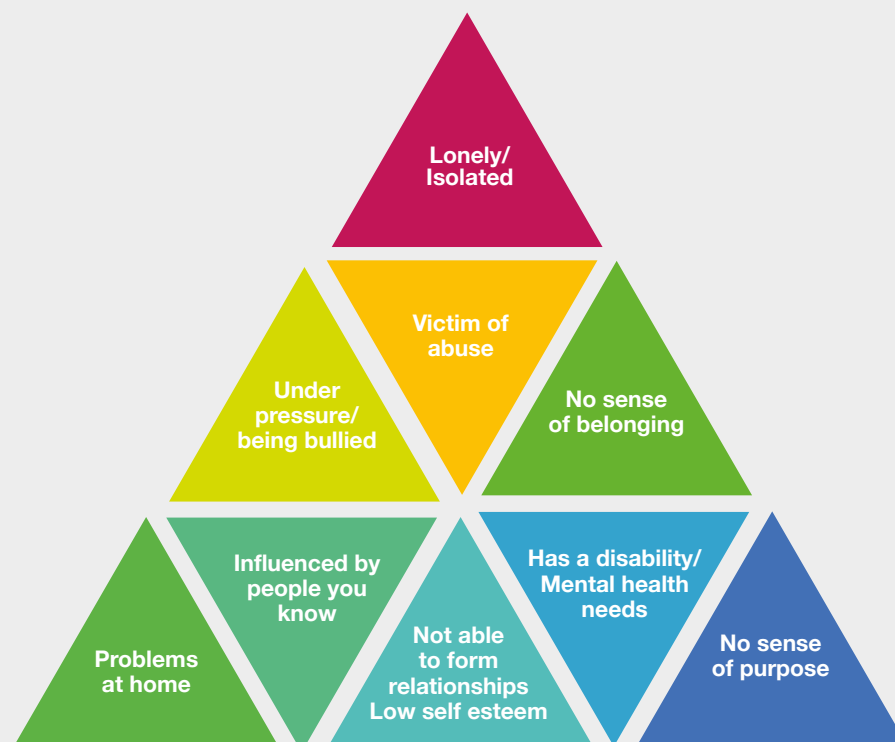 Lonely/
Isolated
Victim of
abuse
Under
pressure/
being bullied
No sense
of belonging
Problems
at home
Influenced by
people you
know
Not able
to form
relationships
Low self esteem
Has a disability/
Mental health
needs
No sense
of purpose